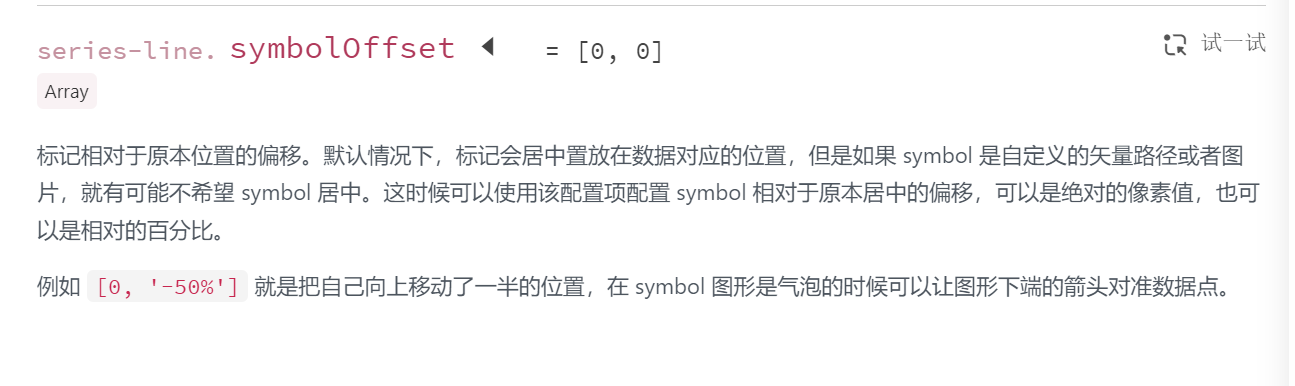 series-line. symbolOffset = [0, 0] 试一试
Array
标记相对于原本位置的偏移。默认情况下，标记会居中置放在数据对应的位置，但是如果 symbol 是自定义的矢量路径或者图
片，就有可能不希望 symbol 居中。这时候可以使用该配置项配置 symbol 相对于原本居中的偏移，可以是绝对的像素值，也可
以是相对的百分比。
例如 [0, '-50%'] 就是把自己向上移动了一半的位置，在 symbol 图形是气泡的时候可以让图形下端的箭头对准数据点。